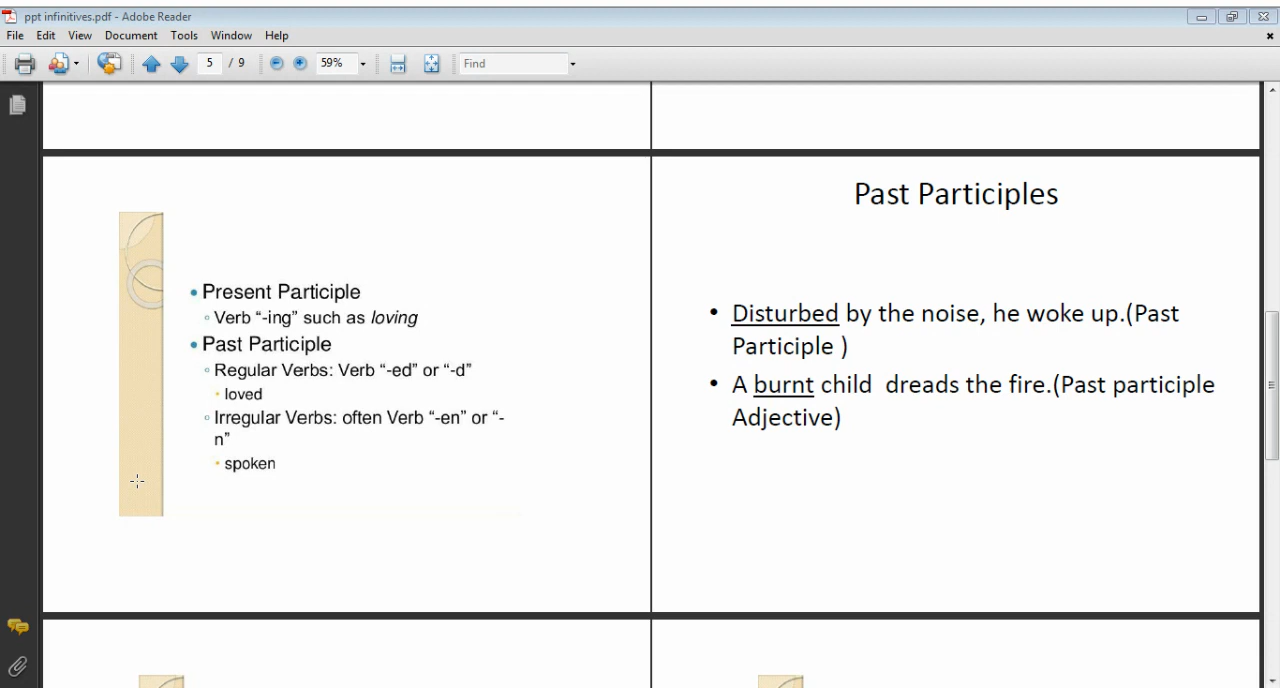 ppt infinitives.pdf - Adobe Reader
File Edit View Document Tools Window Help
5 / 9 59% Find
• Present Participle
◦ Verb “-ing” such as loving
• Past Participle
◦ Regular Verbs: Verb “-ed” or “-d”
• loved
◦ Irregular Verbs: often Verb “-en” or “-
n”
• spoken
Past Participles
• Disturbed by the noise, he woke up.(Past
Participle )
• A burnt child dreads the fire.(Past participle
Adjective)